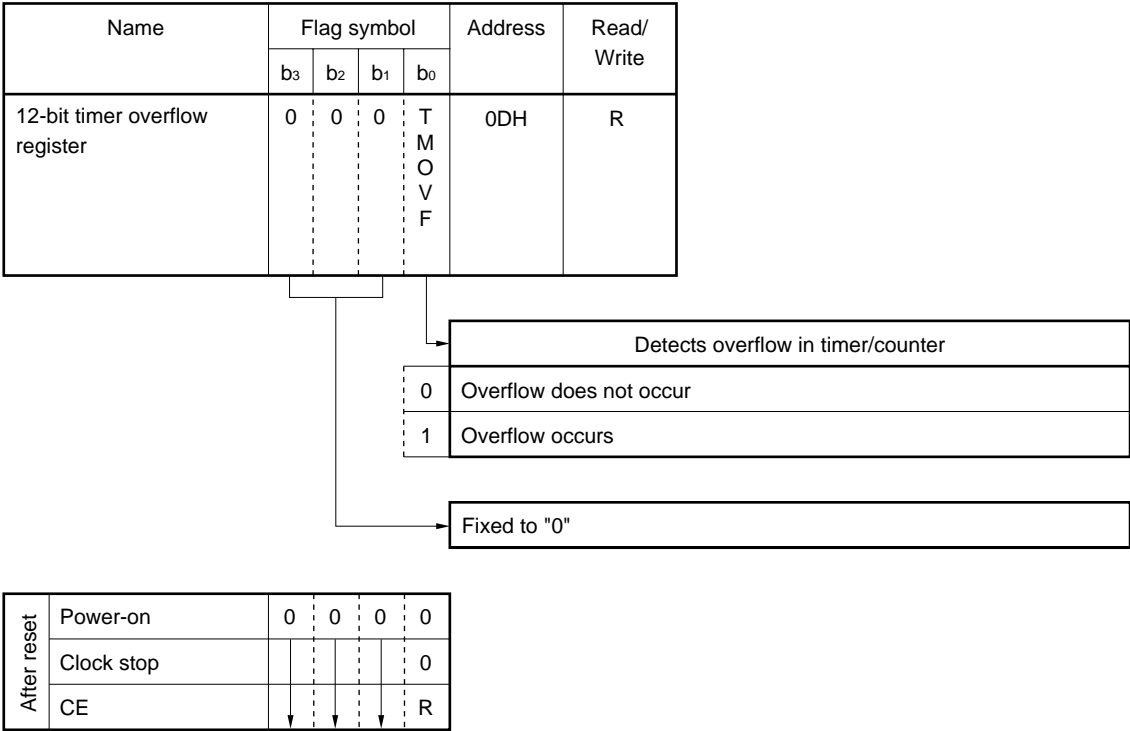 Name Flag symbol Address Read/
Write
b3 b2 b1 b0
12-bit timer overflow 0 0 0 T 0DH R
register M
O
V
F
Detects overflow in timer/counter
0 Overflow does not occur
1 Overflow occurs
Fixed to "0"
After reset
Power-on 0 0 0 0
Clock stop 0
CE R